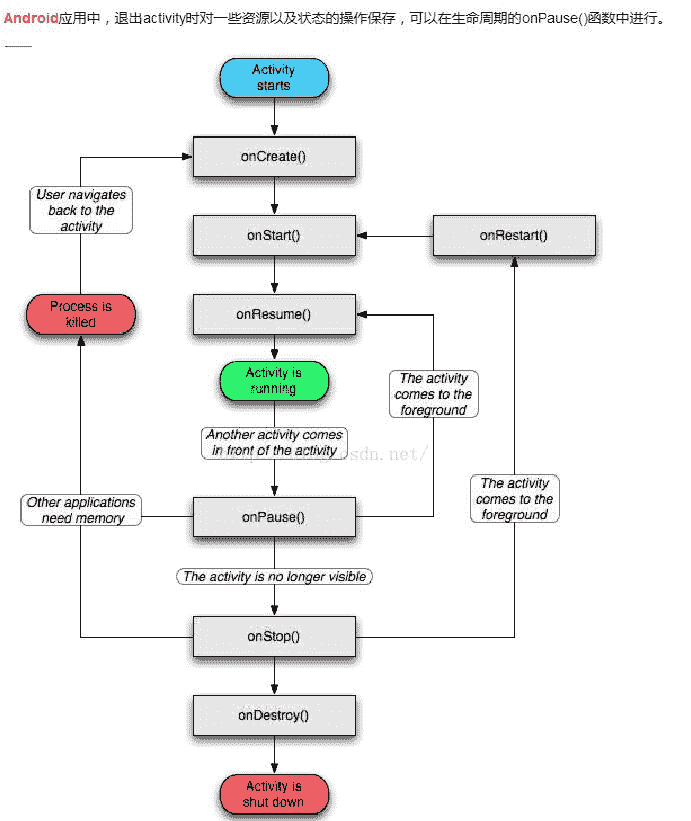 Android应用中，退出activity时对一些资源以及状态的操作保存，可以在生命周期的onPause()函数中进行。
Activity
starts
onCreate()
User navigates
back to the
activity
onStart()
onRestart()
Process is
killed
onResume()
Activity is
running
The activity
comes to the
foreground
Another activity comes
in front of the activity
The activity
comes to the
foreground
Other applications
need memory
onPause()
The activity is no longer visible
onStop()
onDestroy()
Activity is
shut down